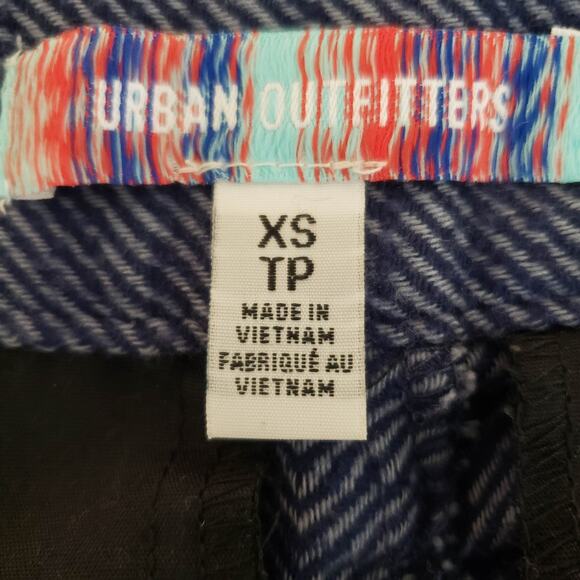 URBAN OUTFITTERS
XS
TP
MADE IN
VIETNAM
FABRIQUÉ AU
VIETNAM